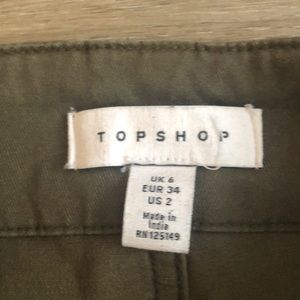 TOPSHOP
UK 6
EUR 34
US 2
Made in
India
RN 125149